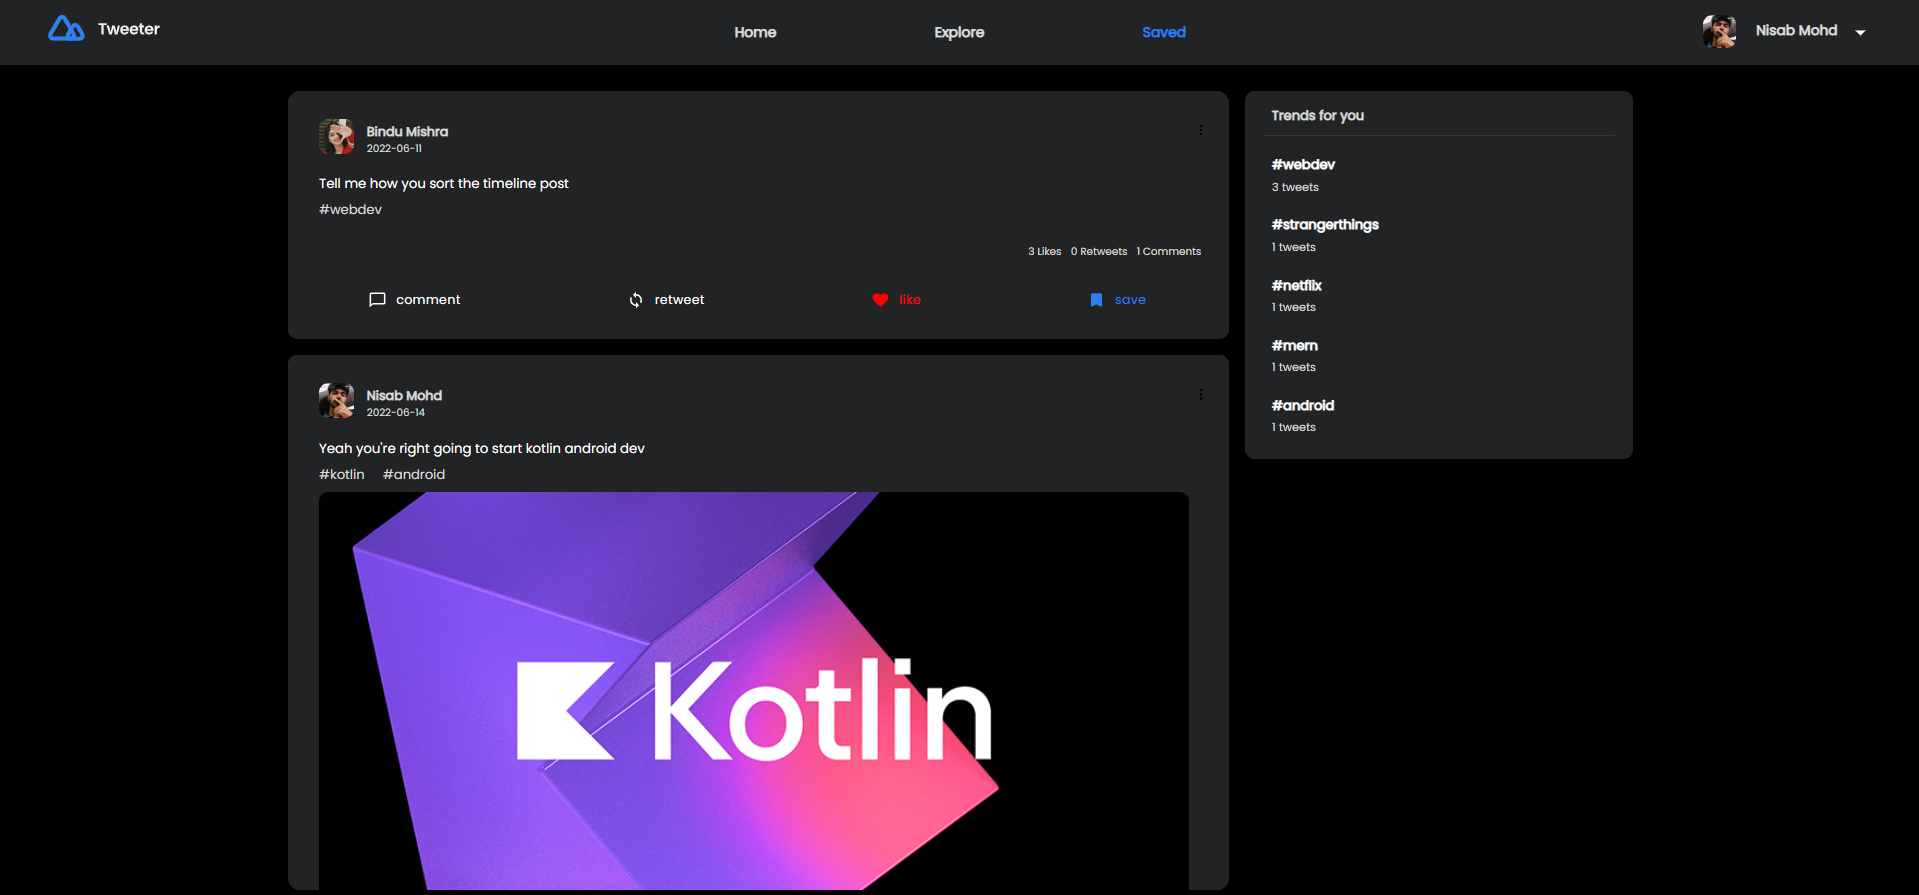 Tweeter
Home
Explore
Saved
Nisab Mohd
Bindu Mishra
2022-06-11
Tell me how you sort the timeline post
#webdev
3 Likes 0 Retweets 1 Comments
comment
retweet
like
save
Nisab Mohd
2022-06-14
Yeah you're right going to start kotlin android dev
#kotlin #android
Kotlin
Trends for you
#webdev
3 tweets
#strangerthings
1 tweets
#netflix
1 tweets
#mern
1 tweets
#android
1 tweets